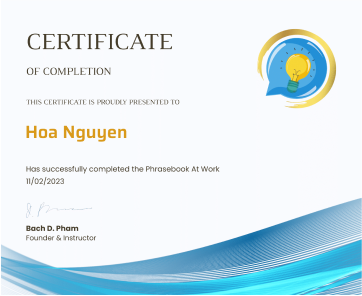 CERTIFICATE
OF COMPLETION
THIS CERTIFICATE IS PROUDLY PRESENTED TO
Hoa Nguyen
Has successfully completed the Phrasebook At Work
11/02/2023
Bach D. Pham
Founder & Instructor